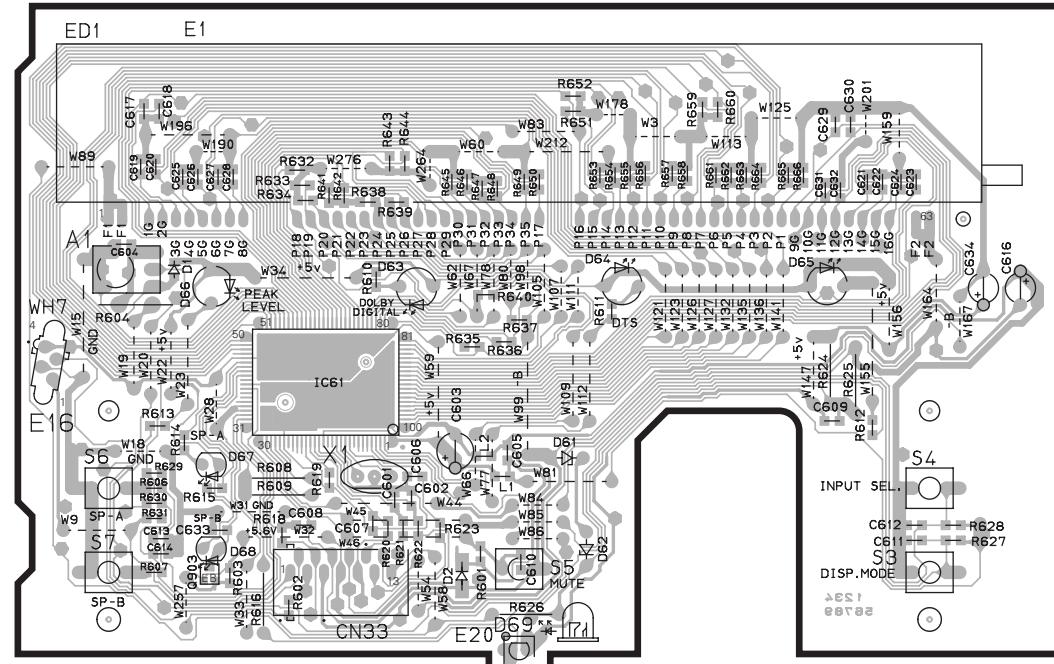 ED1 E1
C617 C618 W196 W190 W89 C619 C620 C625 C626 C627 C628
R632 R633 R634 R641 R642 W276 R638 R639 R643 R644 W264
R645 R646 R647 R648 W60 W83 W212 R649 R650
R652 R651 W178 W3 R653 R654 R655 R656 R657 R658
R659 R660 W113 W125 R661 R662 R663 R664 R665 R666
C629 C630 W201 W159 C631 C632 C621 C622 C623
1 F1 F1 1G 2G 3G 4G 5G 6G 7G 8G
P18 P19 P20 P21 P22 P23 P24 P25 P26 P27 P28 P29 P30 P31 P32 P33 P34 P35 P17
P16 P15 P14 P13 P12 P11 P10 P9 P8 P7 P6 P5 P4 P3 P2 P1
9G 10G 11G 12G 13G 14G 15G 16G 63 F2 F2
A1 C604 D1 D66 R604
PEAK
LEVEL
W34 +5v R610 D63
DOLBY
DIGITAL
W62 W67 W78 W80 W98 W105 W107 W111 R640 R637 R635 R636
D64 R611 DTS
W121 W123 W126 W127 W132 W135 W136 W141
D65 +5v W156 W164 -B W167 C634 C616
WH7 4 1 W15 GND W19 W20 W22 +5v W23 W28
50 51 80 81 IC61 31 30 1 100
W59 +5v C603 -B W99 W109 W112
+5v W147 R624 R625 W155 C609 R612
E16 R613 R614 SP-A D67 W18 GND
S6 R629 R606 R630 R631 SP-A R615
X1 R608 R609 R619 C601 C602 C606 W66 W77 L2 L1 C605 D61 W81
W9 S7 C613 C614 C633 SP-B D68 R607 SP-B
W31 GND R618 +5.6v C608 W32 W45 C607 W46 W44 R620 R621 R622 R623
W84 W85 W86 D62
Q903 EB R603 W257 W33 R616 R602 1 13 CN33
W54 W58 D2 R601 C610 S5
MUTE
R626 D69 E20
S4
INPUT SEL.
C612 R628
C611 R627
S3
DISP.MODE
1234
56789